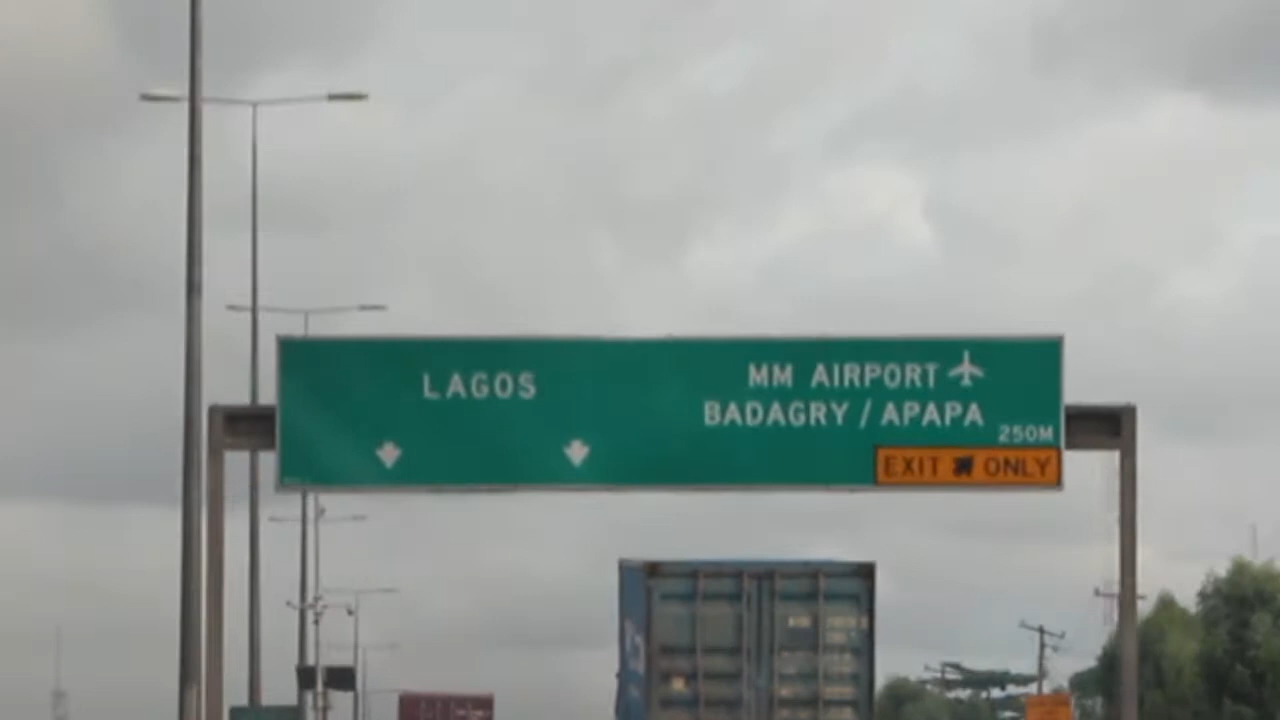 LAGOS
MM AIRPORT
BADAGRY / APAPA
250M
EXIT ONLY